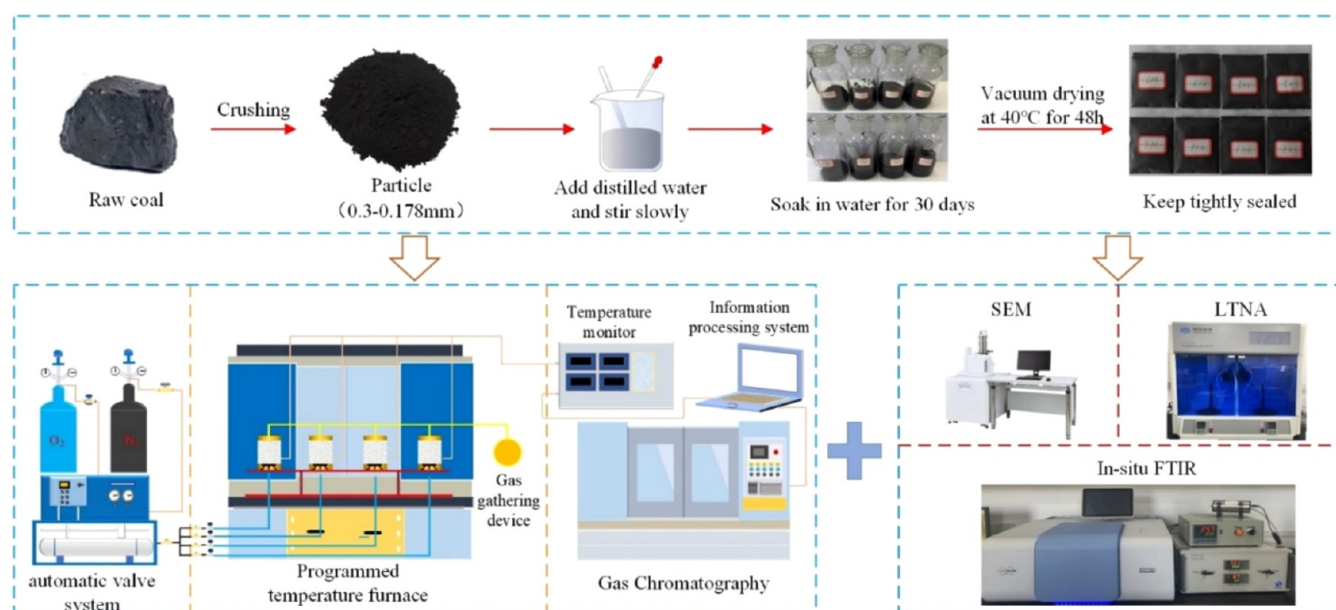 Crushing
Vacuum drying
at 40℃ for 48h
Raw coal
Particle
（0.3-0.178mm）
Add distilled water
and stir slowly
Soak in water for 30 days
Keep tightly sealed
Temperature
monitor
Information
processing system
SEM
LTNA
O₂
N₂
Gas
gathering
device
In-situ FTIR
automatic valve
system
Programmed
temperature furnace
Gas Chromatography